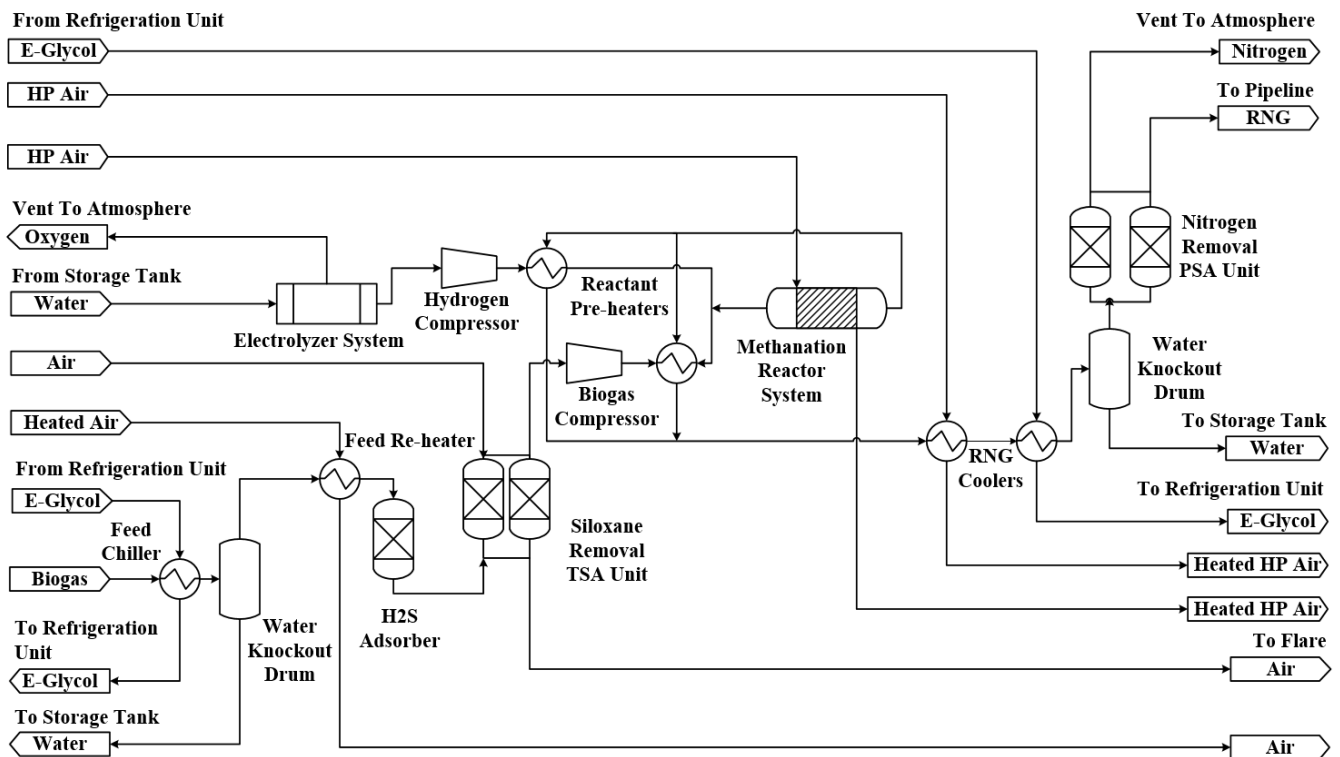 From Refrigeration Unit
E-Glycol
HP Air
HP Air
Vent To Atmosphere
Oxygen
From Storage Tank
Water
Electrolyzer System
Hydrogen
Compressor
Reactant
Pre-heaters
Air
Biogas
Compressor
Methanation
Reactor
System
Heated Air
Feed Re-heater
From Refrigeration Unit
E-Glycol
Feed
Chiller
Biogas
To Refrigeration
Unit
E-Glycol
To Storage Tank
Water
Water
Knockout
Drum
H2S
Adsorber
Siloxane
Removal
TSA Unit
RNG
Coolers
Vent To Atmosphere
Nitrogen
To Pipeline
RNG
Nitrogen
Removal
PSA Unit
Water
Knockout
Drum
To Storage Tank
Water
To Refrigeration Unit
E-Glycol
Heated HP Air
Heated HP Air
To Flare
Air
Air